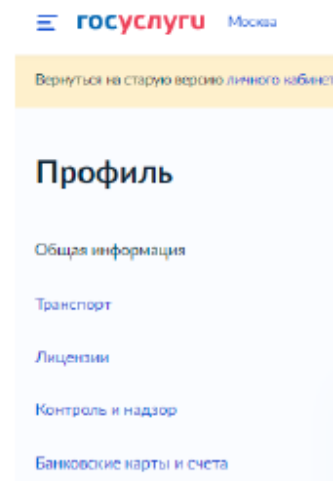 госуслуги Москва
Вернуться на старую версию личного кабинет
Профиль
Общая информация
Транспорт
Лицензии
Контроль и надзор
Банковские карты и счета